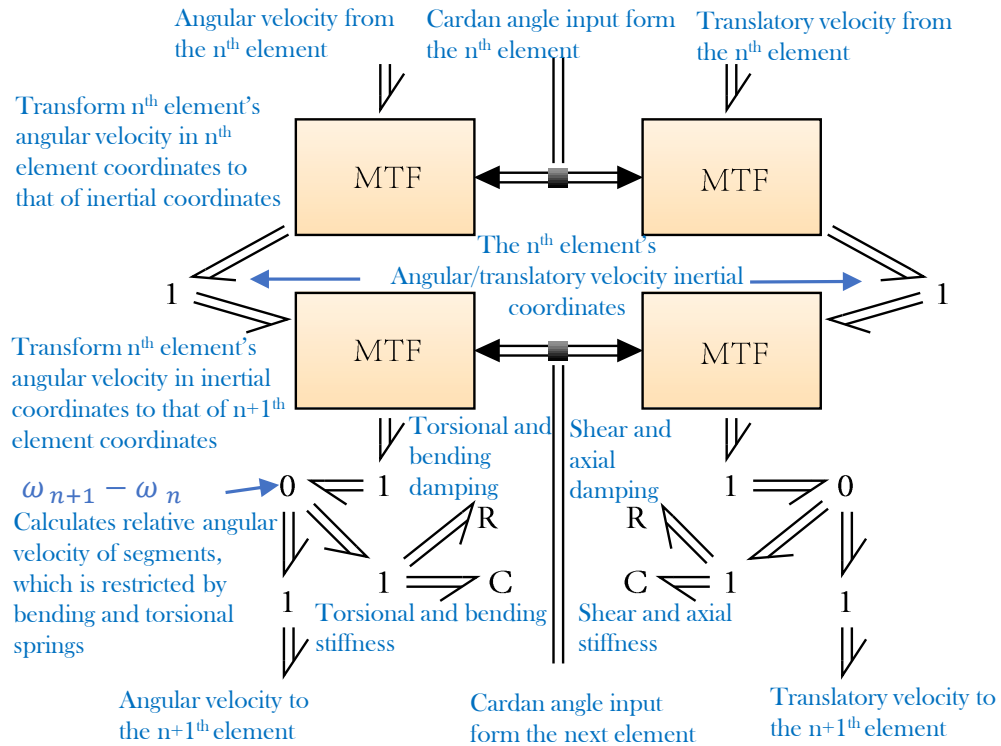 Angular velocity from
the nth element
Cardan angle input form
the nth element
Translatory velocity from
the nth element
Transform nth element's
angular velocity in nth
element coordinates to
that of inertial coordinates
MTF
MTF
The nth element's
Angular/translatory velocity inertial
coordinates
1
1
MTF
MTF
Transform nth element's
angular velocity in inertial
coordinates to that of n+1th
element coordinates
Torsional and
bending
damping
Shear and
axial
damping
ω n+1 − ω n
0
1
1
0
Calculates relative angular
velocity of segments,
which is restricted by
bending and torsional
springs
R
R
1
C
C
1
1
1
Torsional and bending
stiffness
Shear and axial
stiffness
Angular velocity to
the n+1th element
Cardan angle input
form the next element
Translatory velocity to
the n+1th element